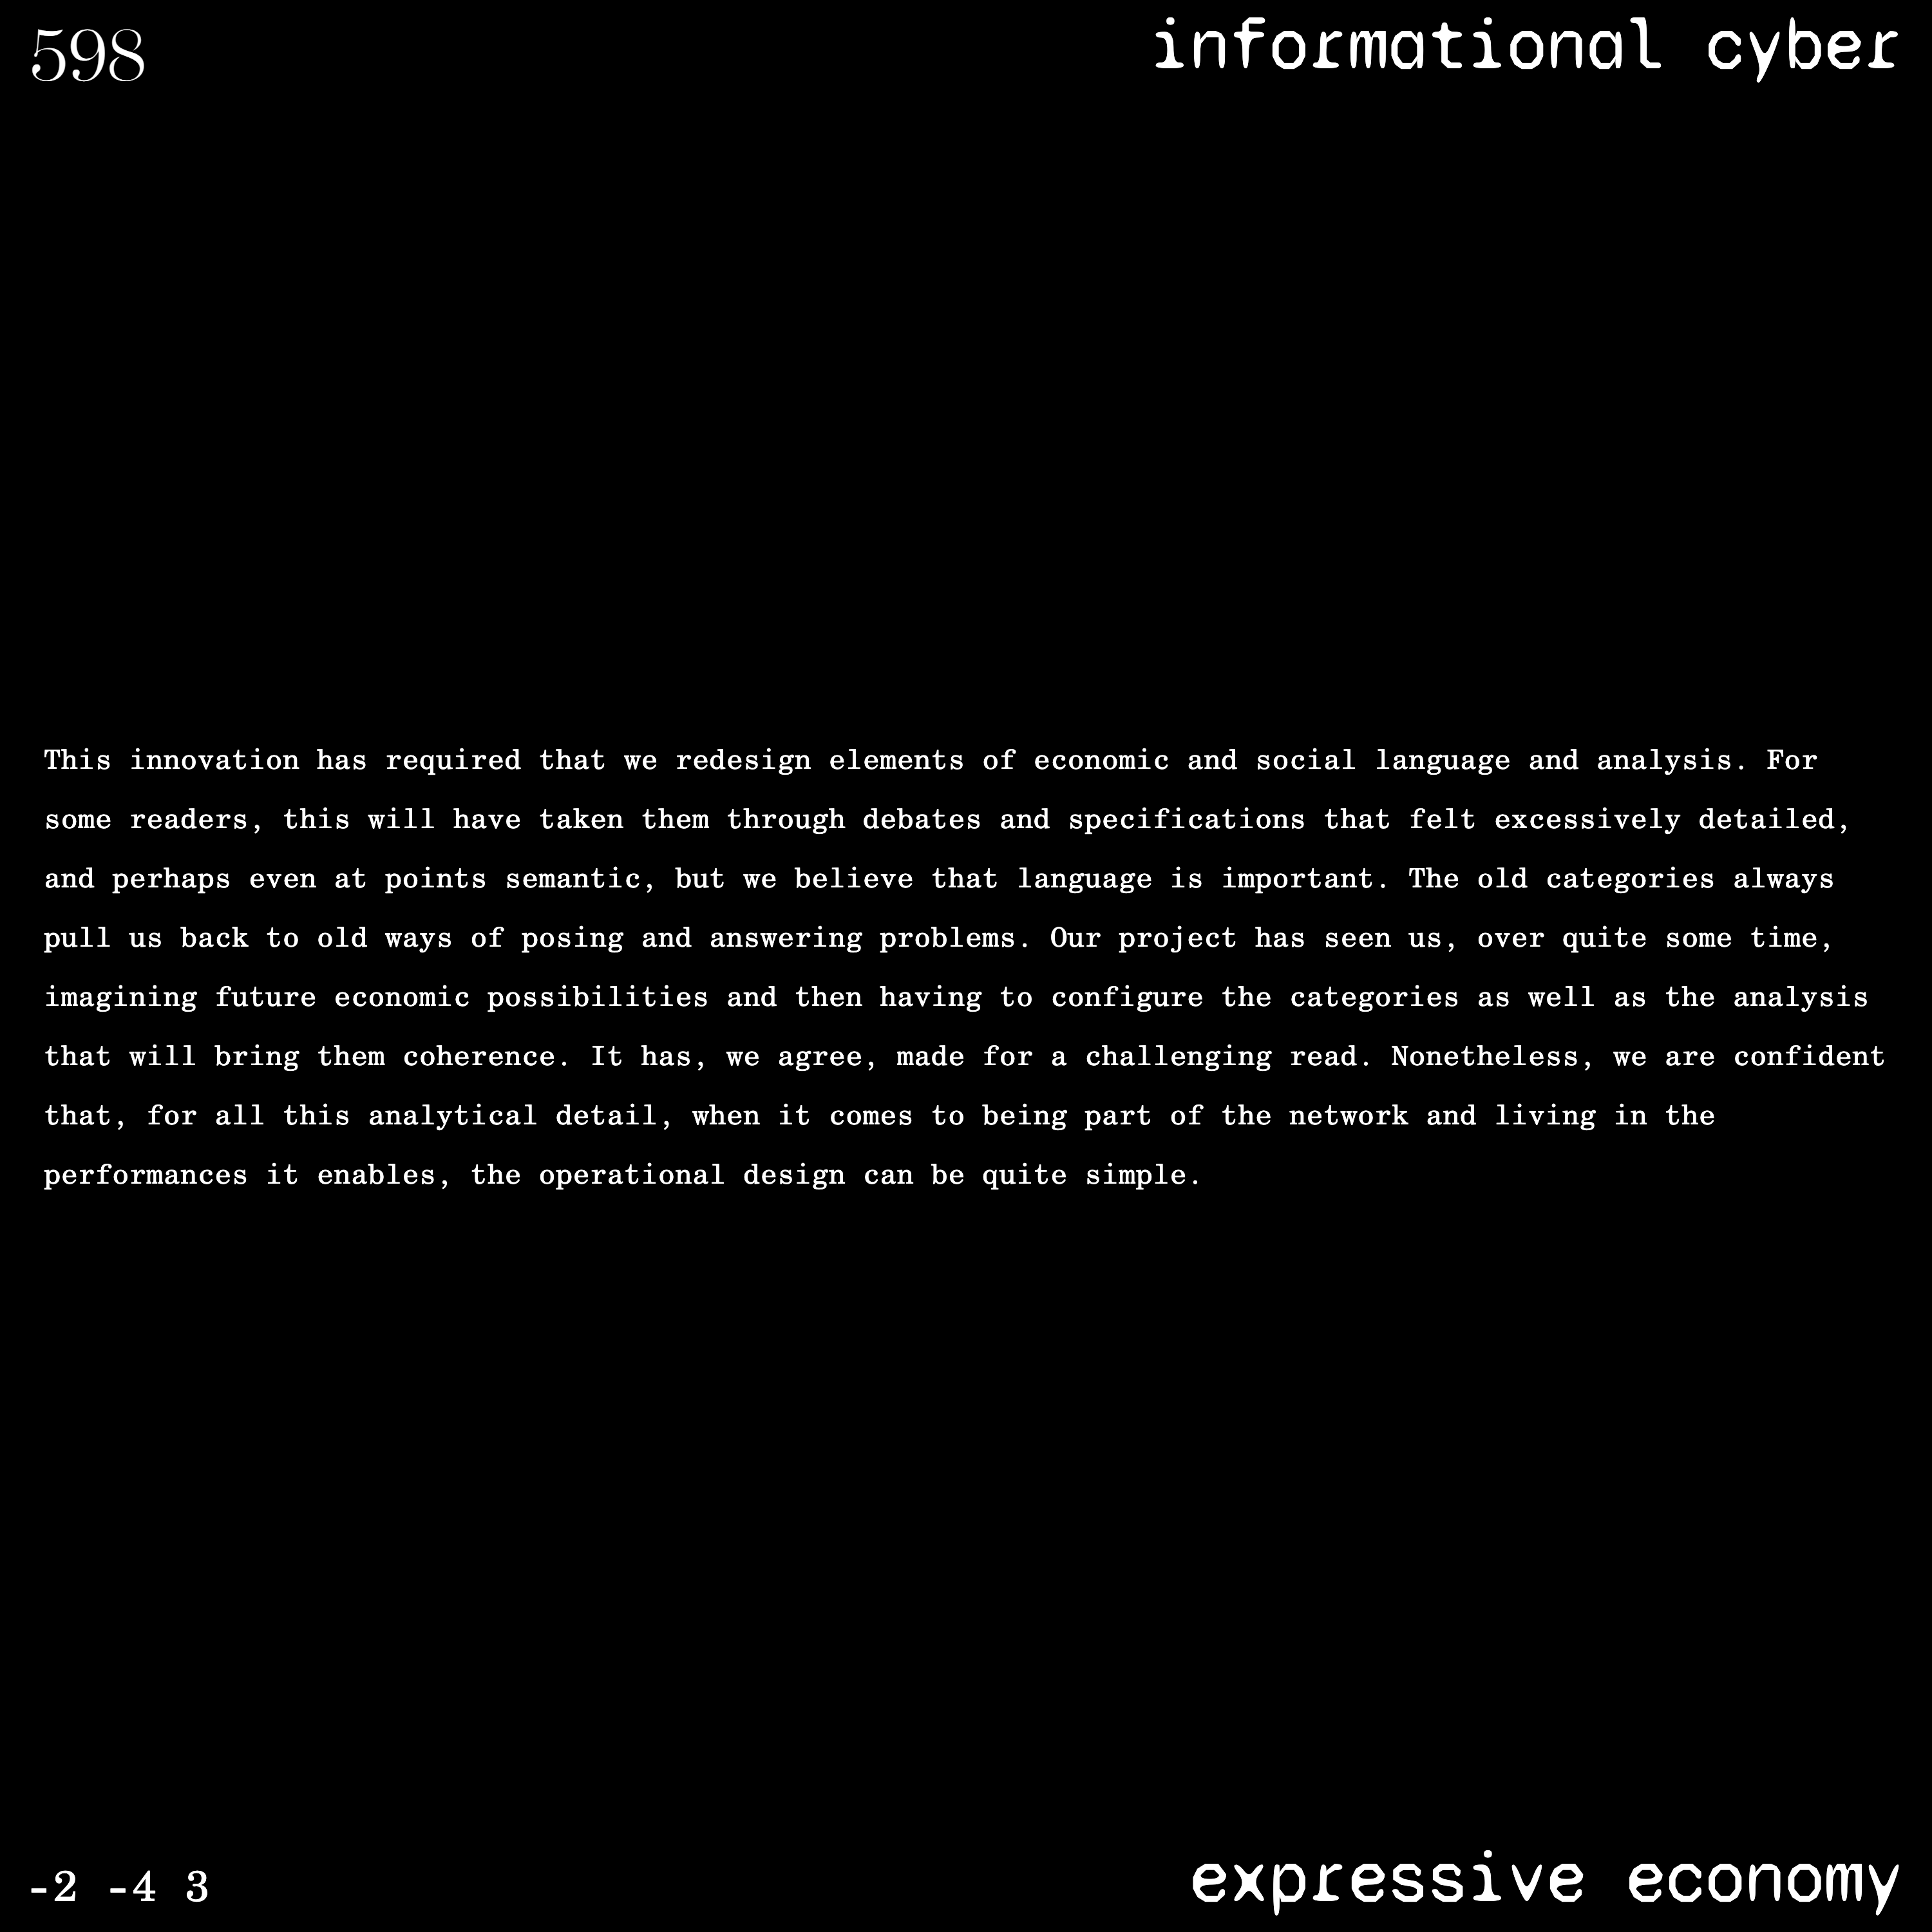 598
informational cyber
This innovation has required that we redesign elements of economic and social language and analysis. For
some readers, this will have taken them through debates and specifications that felt excessively detailed,
and perhaps even at points semantic, but we believe that language is important. The old categories always
pull us back to old ways of posing and answering problems. Our project has seen us, over quite some time,
imagining future economic possibilities and then having to configure the categories as well as the analysis
that will bring them coherence. It has, we agree, made for a challenging read. Nonetheless, we are confident
that, for all this analytical detail, when it comes to being part of the network and living in the
performances it enables, the operational design can be quite simple.
-2 -4 3
expressive economy